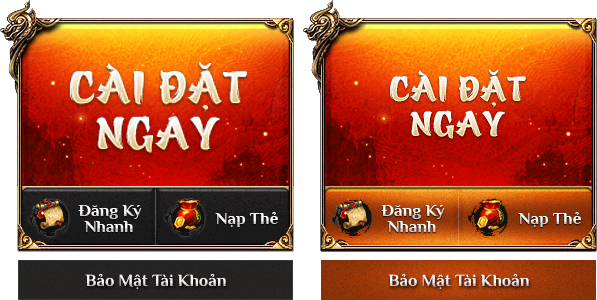 CÀI ĐẶT
NGAY
Đăng Ký
Nhanh
Nạp Thẻ
Bảo Mật Tài Khoản
CÀI ĐẶT
NGAY
Đăng Ký
Nhanh
Nạp Thẻ
Bảo Mật Tài Khoản